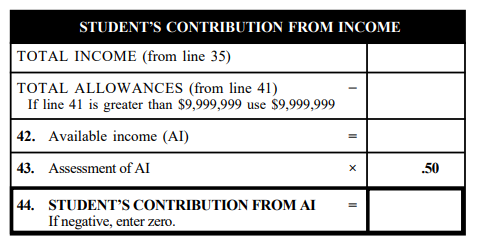 STUDENT'S CONTRIBUTION FROM INCOME
TOTAL INCOME (from line 35)
TOTAL ALLOWANCES (from line 41) –
If line 41 is greater than $9,999,999 use $9,999,999
42. Available income (AI) =
43. Assessment of AI × .50
44. STUDENT'S CONTRIBUTION FROM AI =
If negative, enter zero.